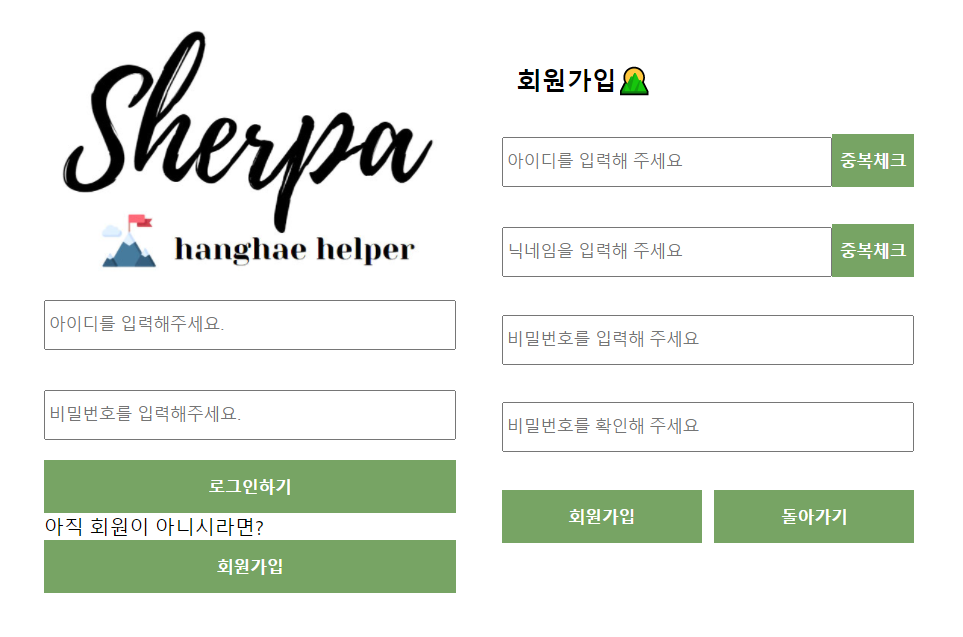 Sherpa
hanghae helper
아이디를 입력해주세요.
비밀번호를 입력해주세요.
로그인하기
아직 회원이 아니시라면?
회원가입
회원가입
아이디를 입력해 주세요 중복체크
닉네임을 입력해 주세요 중복체크
비밀번호를 입력해 주세요
비밀번호를 확인해 주세요
회원가입 돌아가기